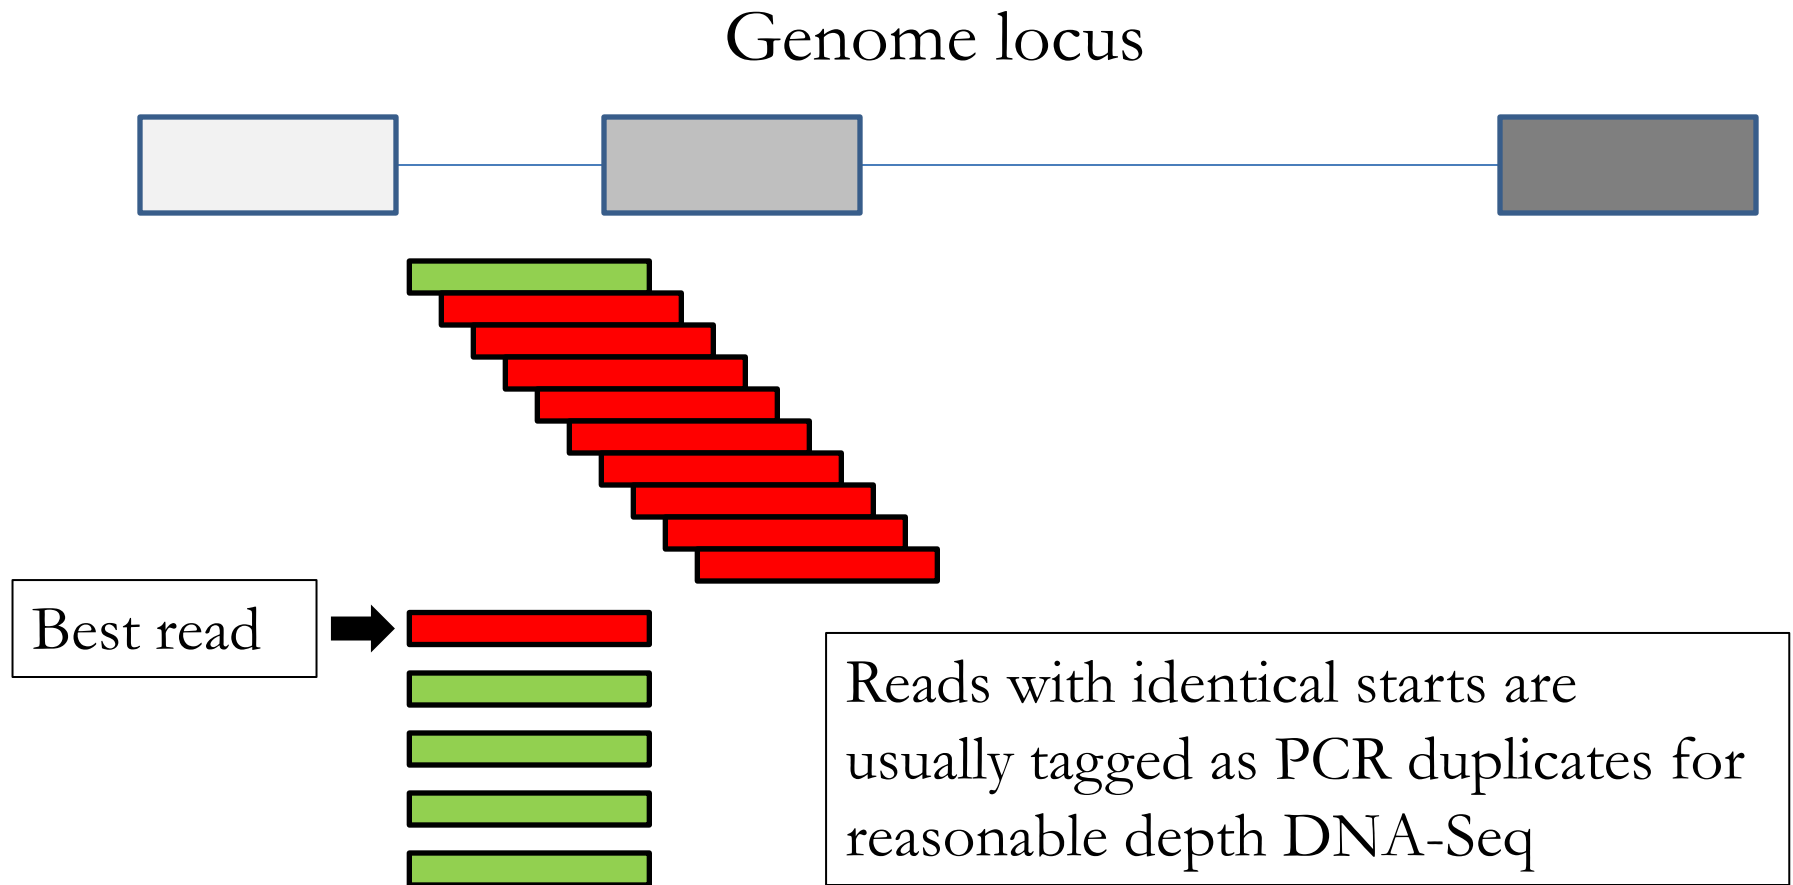 Genome locus
Best read
Reads with identical starts are
usually tagged as PCR duplicates for
reasonable depth DNA-Seq